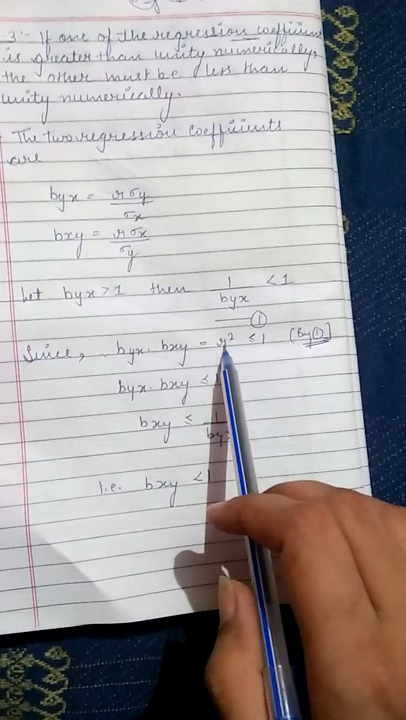 -3:- If one of the regression coefficient
is greater than unity numerically,
the other must be less than
unity numerically.
The two regression coefficients
are
byx = rσy/σx
bxy = rσx/σy
Let byx > 1 then 1/byx < 1
①
Since, byx. bxy = r² ≤ 1 (By ①)
byx. bxy ≤ 1
bxy ≤ 1/byx
i.e. bxy < 1